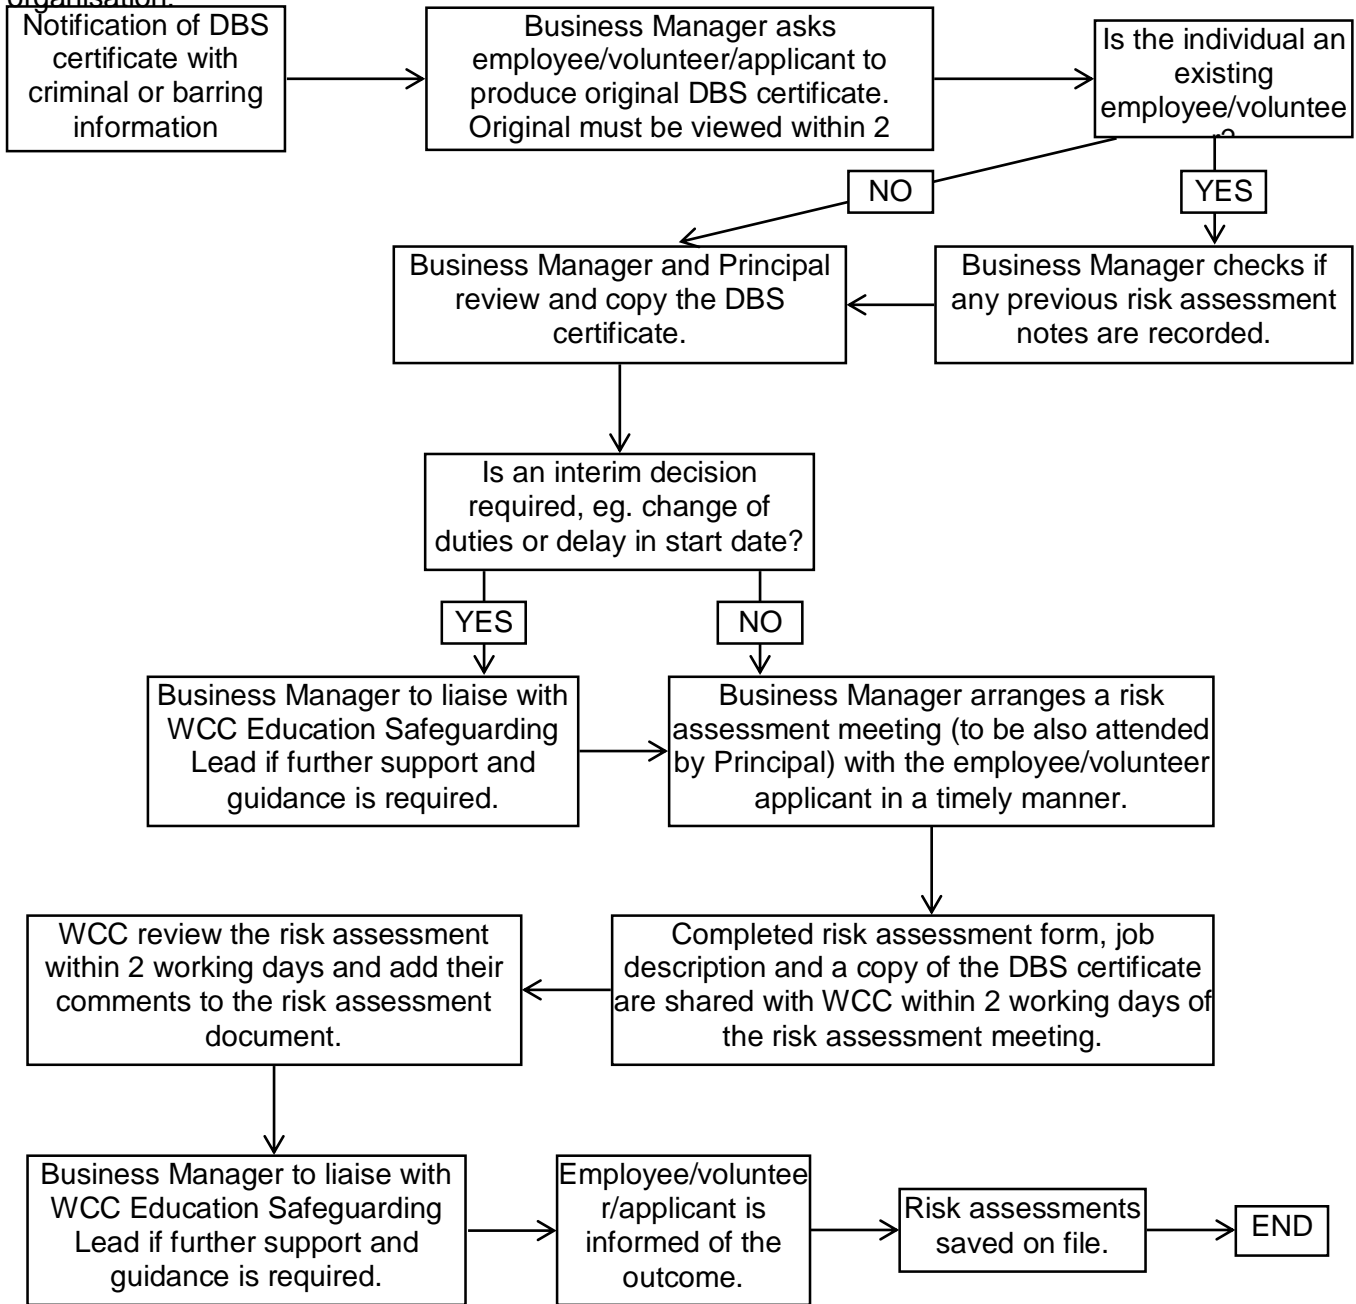 organisation.
Notification of DBS
certificate with
criminal or barring
information
Business Manager asks
employee/volunteer/applicant to
produce original DBS certificate.
Original must be viewed within 2
Is the individual an
existing
employee/voluntee
r?
NO
YES
Business Manager and Principal
review and copy the DBS
certificate.
Business Manager checks if
any previous risk assessment
notes are recorded.
Is an interim decision
required, eg. change of
duties or delay in start date?
YES
NO
Business Manager to liaise with
WCC Education Safeguarding
Lead if further support and
guidance is required.
Business Manager arranges a risk
assessment meeting (to be also attended
by Principal) with the employee/volunteer
applicant in a timely manner.
WCC review the risk assessment
within 2 working days and add their
comments to the risk assessment
document.
Completed risk assessment form, job
description and a copy of the DBS certificate
are shared with WCC within 2 working days of
the risk assessment meeting.
Business Manager to liaise with
WCC Education Safeguarding
Lead if further support and
guidance is required.
Employee/voluntee
r/applicant is
informed of the
outcome.
Risk assessments
saved on file.
END